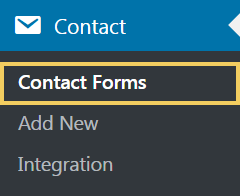 Contact
Contact Forms
Add New
Integration